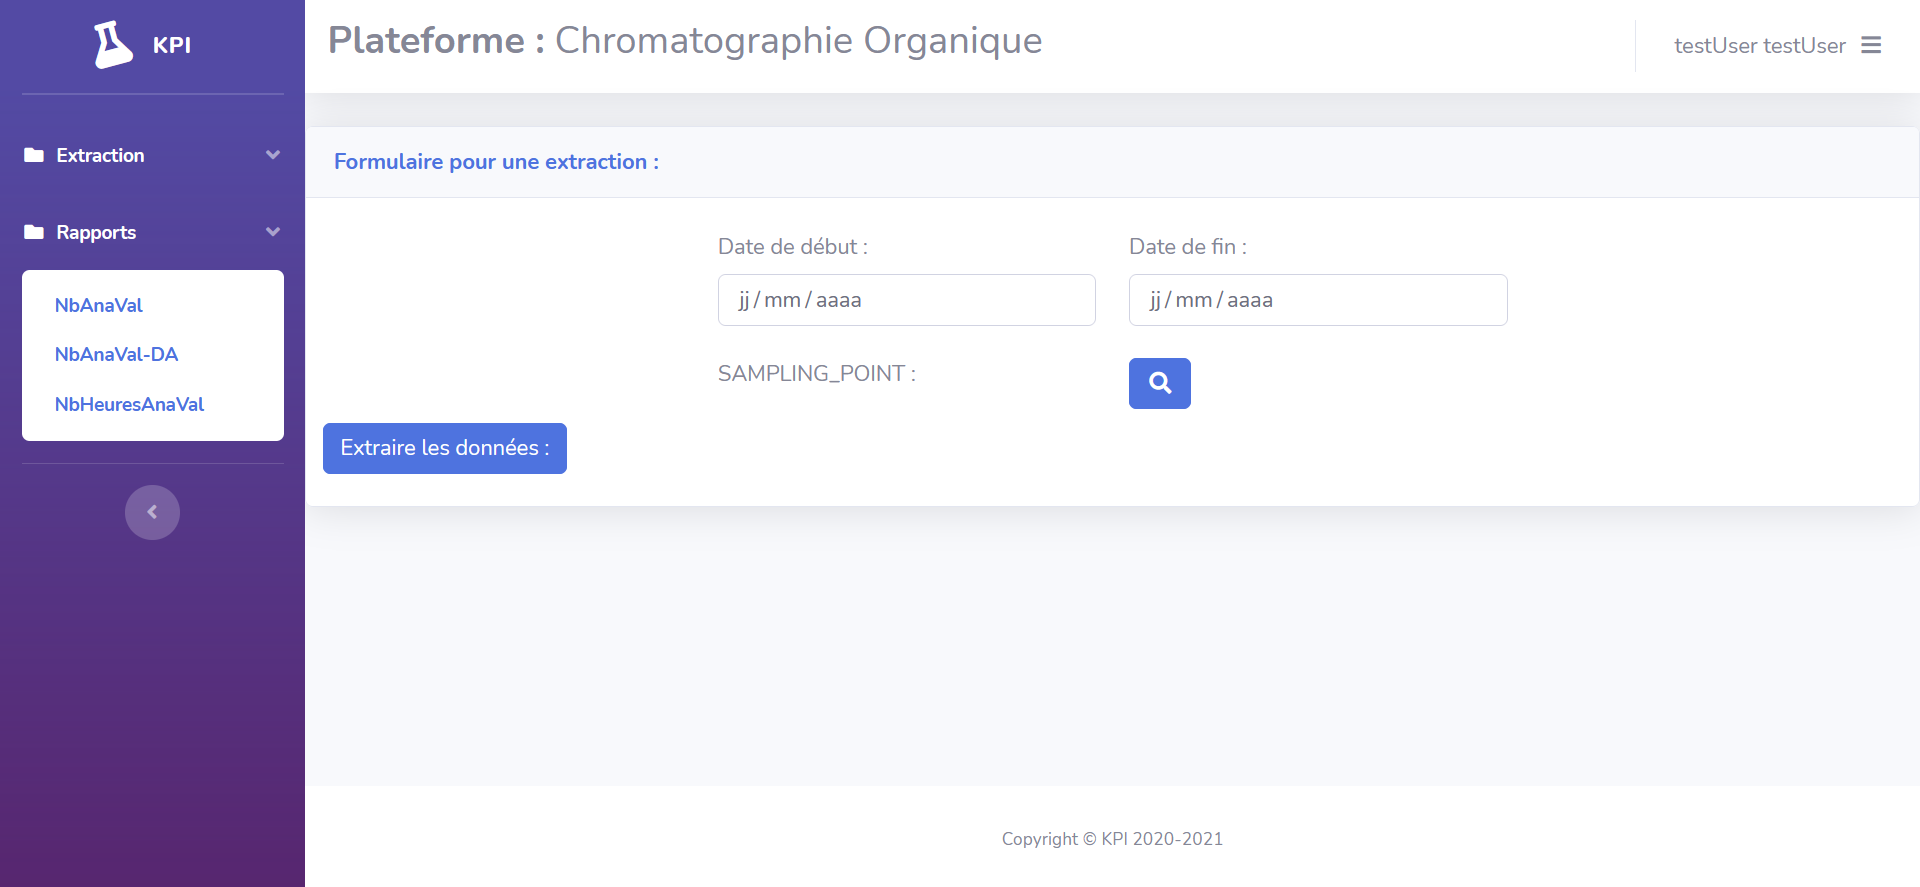 KPI
Extraction
Rapports
NbAnaVal
NbAnaVal-DA
NbHeuresAnaVal
Plateforme : Chromatographie Organique
testUser testUser
Formulaire pour une extraction :
Date de début :
Date de fin :
jj/mm/aaaa
jj/mm/aaaa
SAMPLING_POINT :
Extraire les données :
Copyright © KPI 2020-2021